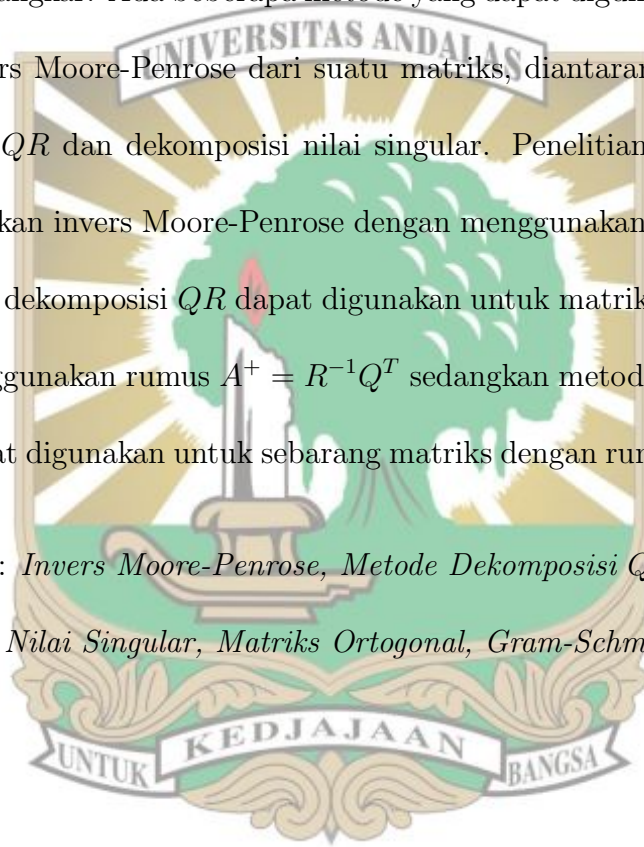 UNIVERSITAS ANDALAS
rs Moore-Penrose dari suatu matriks, diantaran
QR dan dekomposisi nilai singular. Penelitian
kan invers Moore-Penrose dengan menggunakan
dekomposisi QR dapat digunakan untuk matrik
ggunakan rumus A⁺ = R⁻¹Qᵀ sedangkan metod
at digunakan untuk sebarang matriks dengan run
: Invers Moore-Penrose, Metode Dekomposisi Q
Nilai Singular, Matriks Ortogonal, Gram-Schm
UNTUK KEDJAJAAN BANGSA